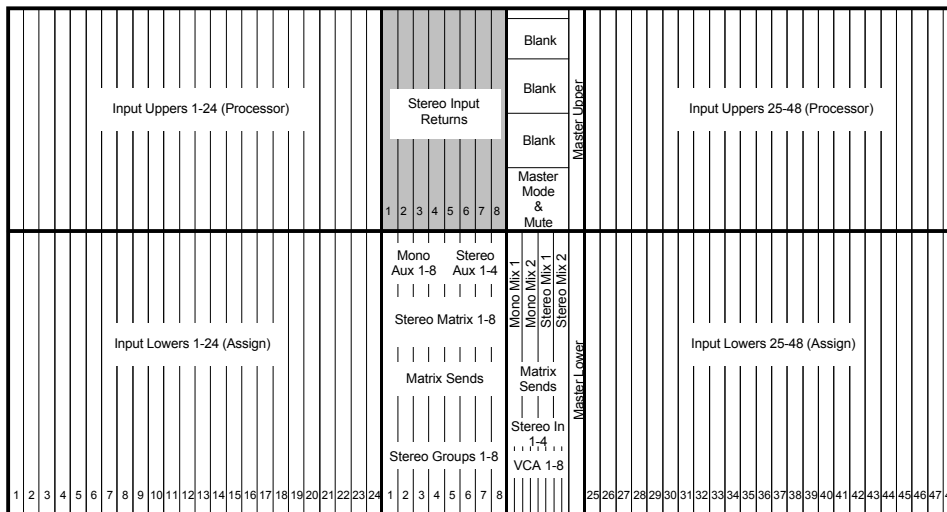 Blank
Blank
Blank
Input Uppers 1-24 (Processor)
Stereo Input
Returns
Master Upper
Input Uppers 25-48 (Processor)
Master
Mode
&
Mute
1 2 3 4 5 6 7 8
Mono
Aux 1-8
Stereo
Aux 1-4
Mono Mix 1
Mono Mix 2
Stereo Mix 1
Stereo Mix 2
Stereo Matrix 1-8
Input Lowers 1-24 (Assign)
Master Lower
Input Lowers 25-48 (Assign)
Matrix Sends
Matrix
Sends
Stereo In
1-4
Stereo Groups 1-8
VCA 1-8
1 2 3 4 5 6 7 8 9 10 11 12 13 14 15 16 17 18 19 20 21 22 23 24
1 2 3 4 5 6 7 8
25 26 27 28 29 30 31 32 33 34 35 36 37 38 39 40 41 42 43 44 45 46 47